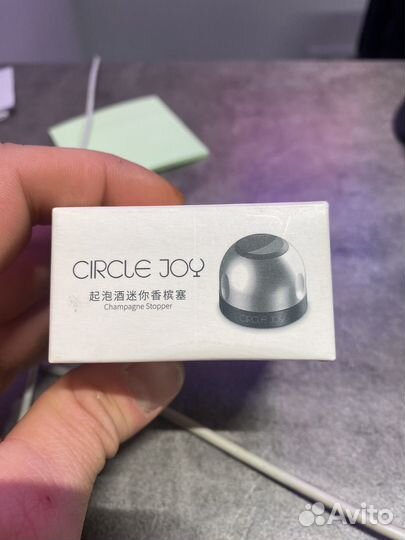 CIRCLE JOY
起泡酒迷你香槟塞
Champagne Stopper
CIRCLE JOY
Avito